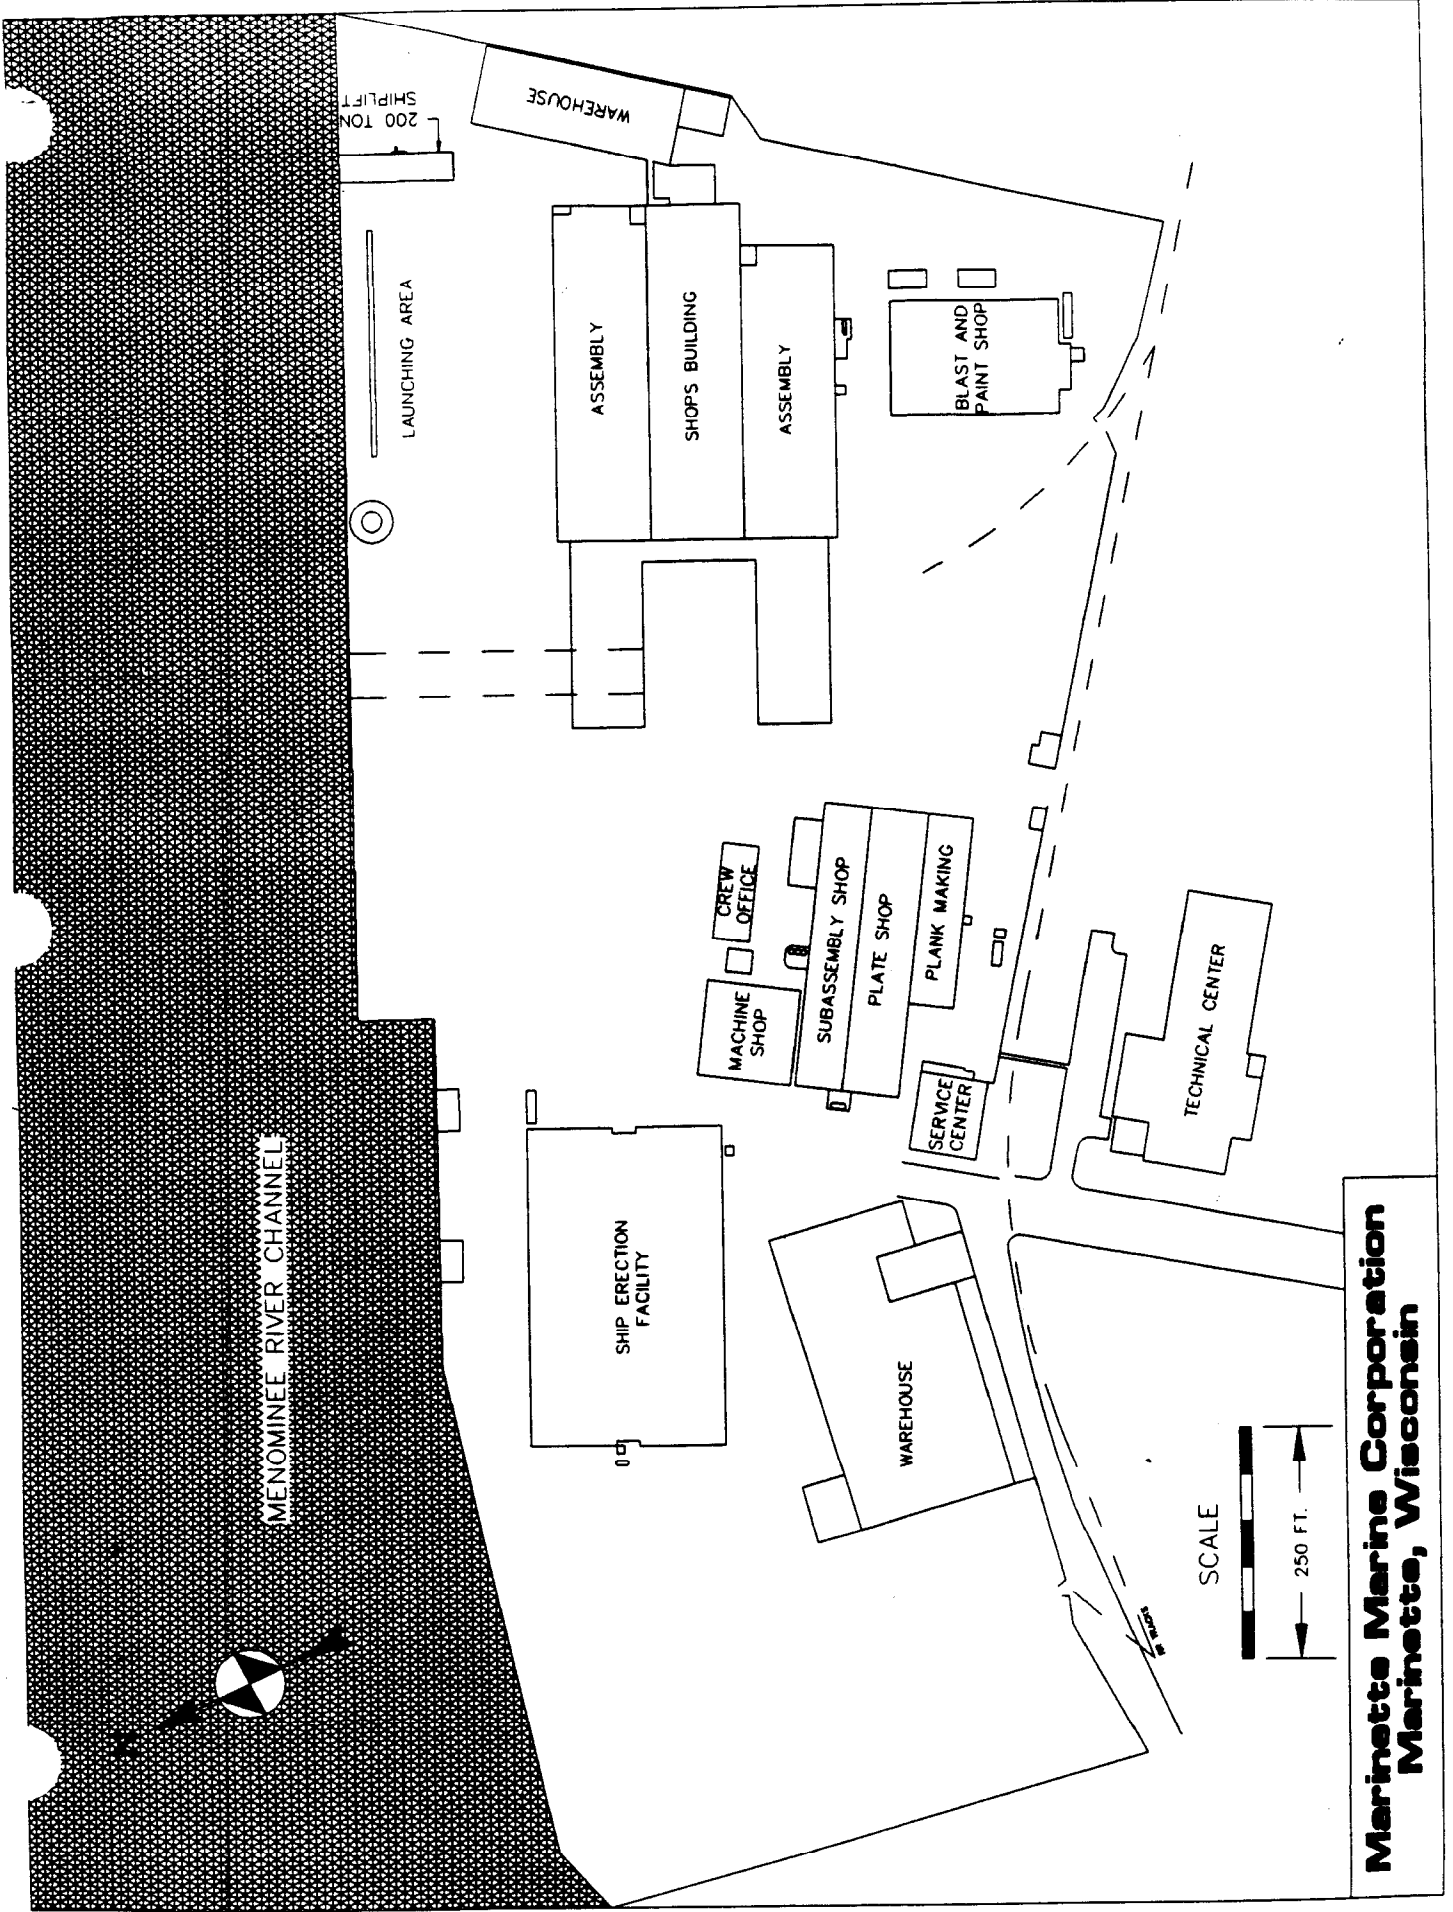 MENOMINEE RIVER CHANNEL
200 TON
SHIPLIFT
LAUNCHING AREA
WAREHOUSE
ASSEMBLY
SHOPS BUILDING
ASSEMBLY
BLAST AND
PAINT SHOP
CREW
OFFICE
MACHINE
SHOP
SUBASSEMBLY SHOP
PLATE SHOP
PLANK MAKING
SERVICE
CENTER
TECHNICAL CENTER
SHIP ERECTION
FACILITY
WAREHOUSE
RR TRACKS
N
SCALE
250 FT.
Marinette Marine Corporation
Marinette, Wisconsin